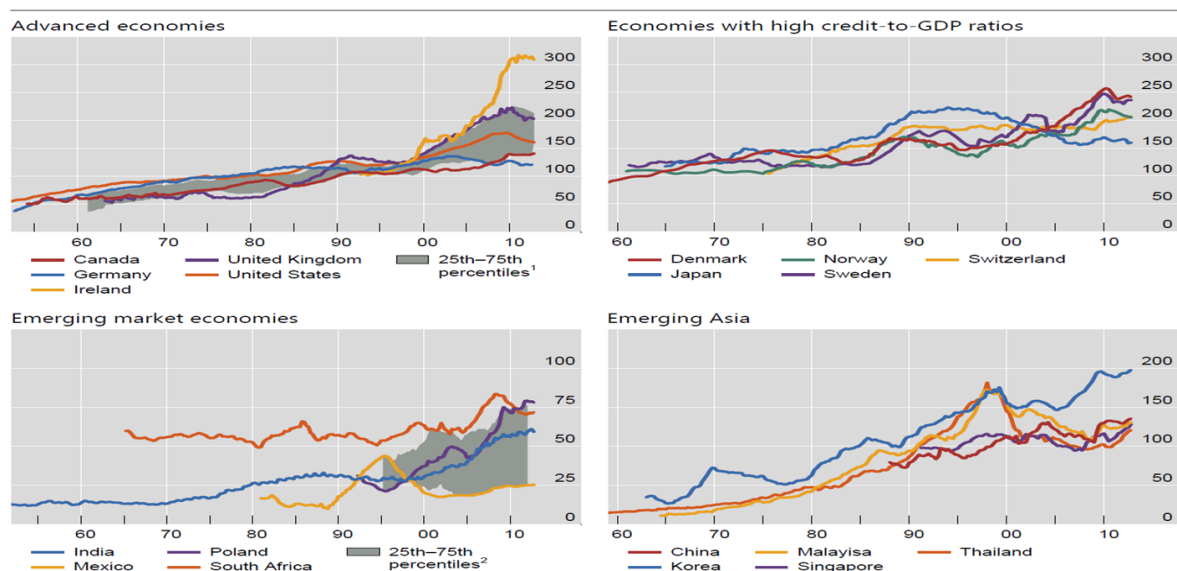 Advanced economies
300
250
200
150
100
50
0
60 70 80 90 00 10
Canada United Kingdom 25th–75th
Germany United States percentiles¹
Ireland
Economies with high credit-to-GDP ratios
300
250
200
150
100
50
0
60 70 80 90 00 10
Denmark Norway Switzerland
Japan Sweden
Emerging market economies
100
75
50
25
0
60 70 80 90 00 10
India Poland 25th–75th
Mexico South Africa percentiles²
Emerging Asia
200
150
100
50
0
60 70 80 90 00 10
China Malayisa Thailand
Korea Singapore